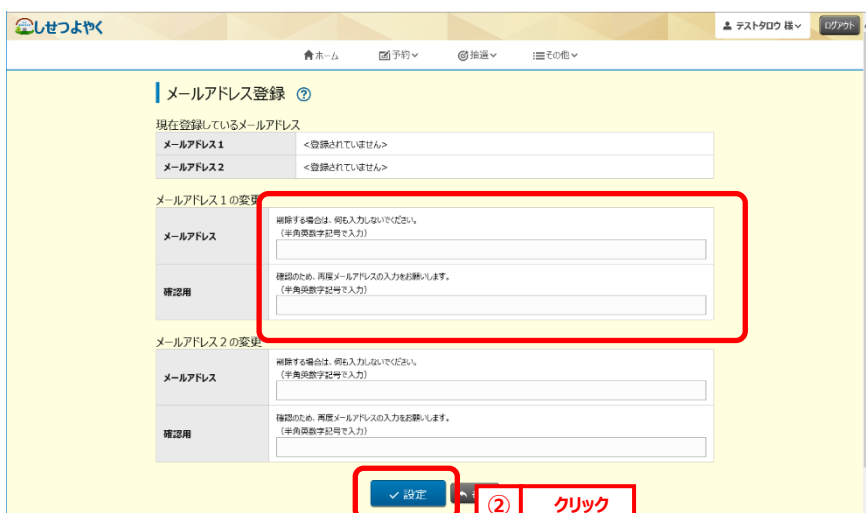 しせつよやく
テストタロウ 様
ログアウト
ホーム 予約 抽選 その他
メールアドレス登録 ?
現在登録しているメールアドレス
メールアドレス1 <登録されていません>
メールアドレス2 <登録されていません>
メールアドレス1の変更
メールアドレス
削除する場合は、何も入力しないでください。
(半角英数字記号で入力)
確認用
確認のため、再度メールアドレスの入力をお願いします。
(半角英数字記号で入力)
メールアドレス2の変更
メールアドレス
削除する場合は、何も入力しないでください。
(半角英数字記号で入力)
確認用
確認のため、再度メールアドレスの入力をお願いします。
(半角英数字記号で入力)
設定
② クリック